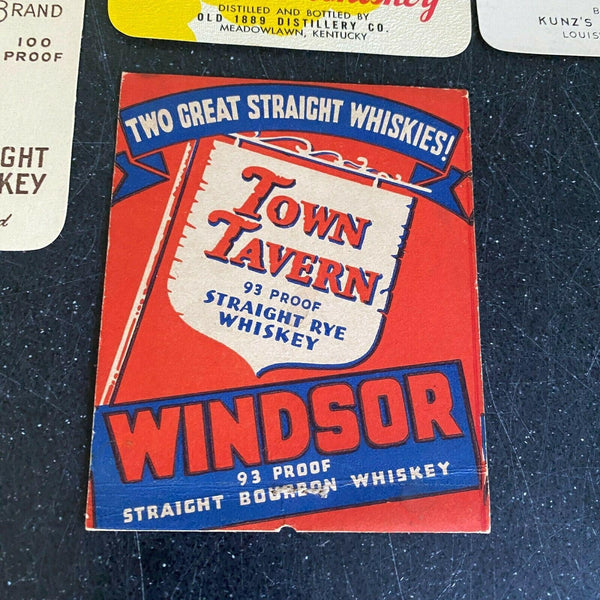 BRAND
100
PROOF
GHT
KEY
DISTILLED AND BOTTLED BY
OLD 1889 DISTILLERY CO.
MEADOWLAWN, KENTUCKY
KUNZ'S
LOUIS
TWO GREAT STRAIGHT WHISKIES!
TOWN
TAVERN
93 PROOF
STRAIGHT RYE
WHISKEY
WINDSOR
93 PROOF
STRAIGHT BOURBON WHISKEY